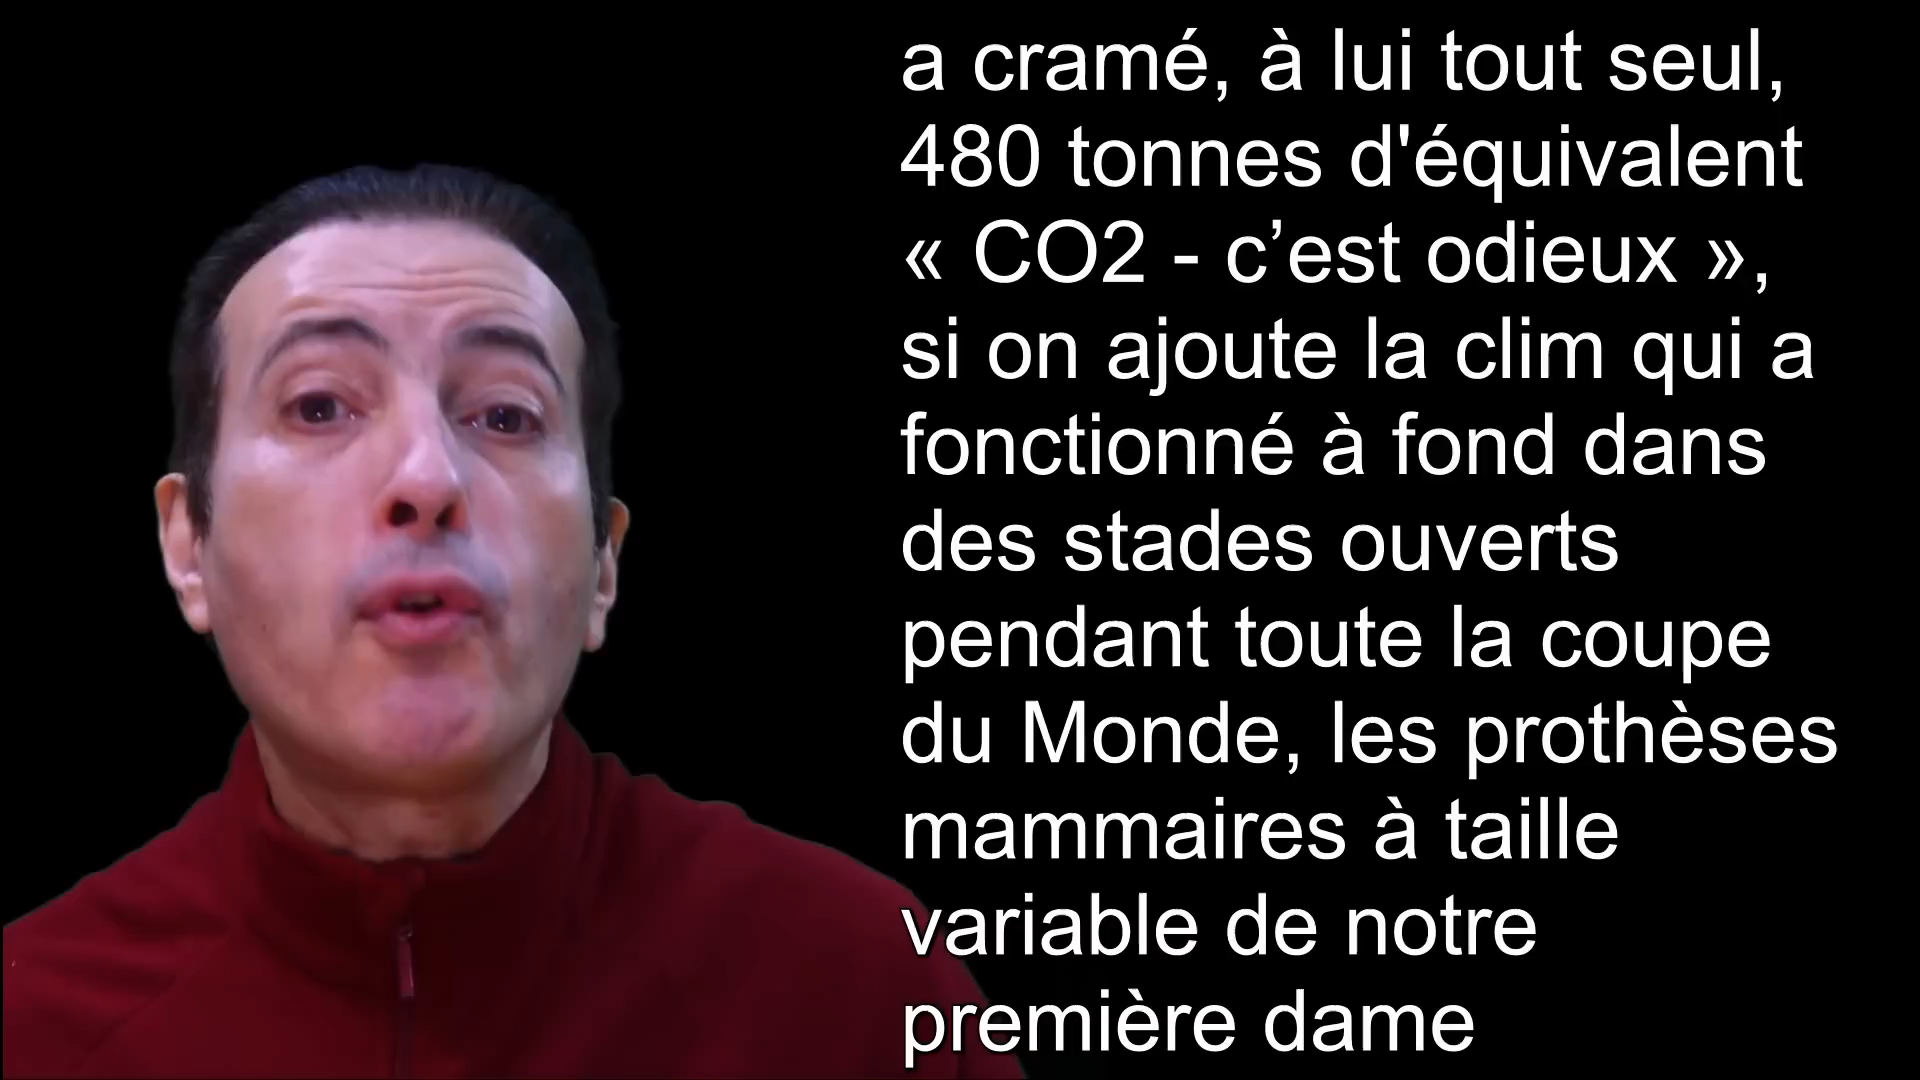 a cramé, à lui tout seul,
480 tonnes d'équivalent
« CO2 - c’est odieux »,
si on ajoute la clim qui a
fonctionné à fond dans
des stades ouverts
pendant toute la coupe
du Monde, les prothèses
mammaires à taille
variable de notre
première dame